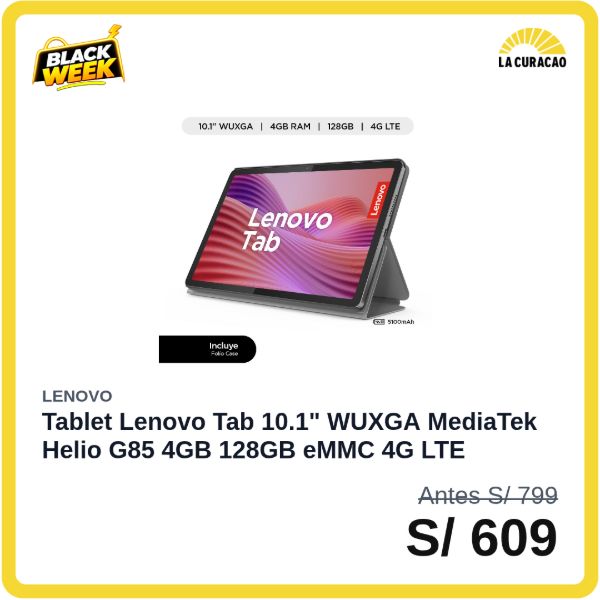 BLACK
WEEK
LA CURACAO
10.1" WUXGA | 4GB RAM | 128GB | 4G LTE
Lenovo
Tab
Lenovo
5100mAh
Incluye
Folio Case
LENOVO
Tablet Lenovo Tab 10.1" WUXGA MediaTek
Helio G85 4GB 128GB eMMC 4G LTE
Antes S/ 799
S/ 609